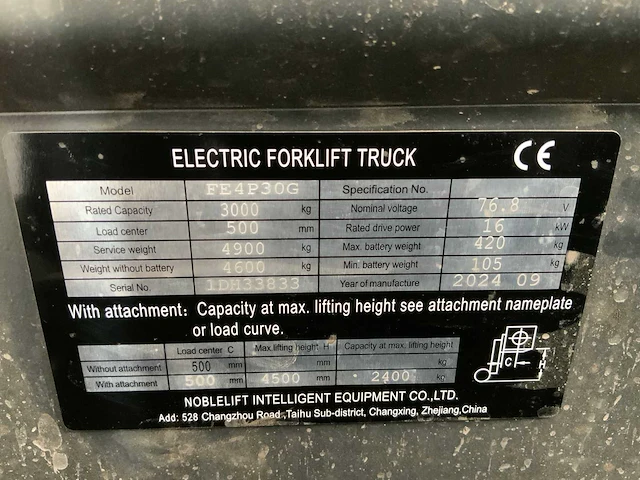 ELECTRIC FORKLIFT TRUCK CE
Model FE4P30G Specification No.
Rated Capacity 3000 kg Nominal voltage 76.8 V
Load center 500 mm Rated drive power 16 kW
Service weight 4900 kg Max. battery weight 420 kg
Weight without battery 4600 kg Min. battery weight 105 kg
Serial No. 1DM33833 Year of manufacture 2024 09
With attachment: Capacity at max. lifting height see attachment nameplate
or load curve.
Load center C Max.lifting height H Capacity at max.lifting height
Without attachment 500 mm mm kg
With attachment 500 mm 4500 mm 2400 kg
C H
NOBLELIFT INTELLIGENT EQUIPMENT CO.,LTD.
Add: 528 Changzhou Road ,Taihu Sub-district, Changxing, Zhejiang,China